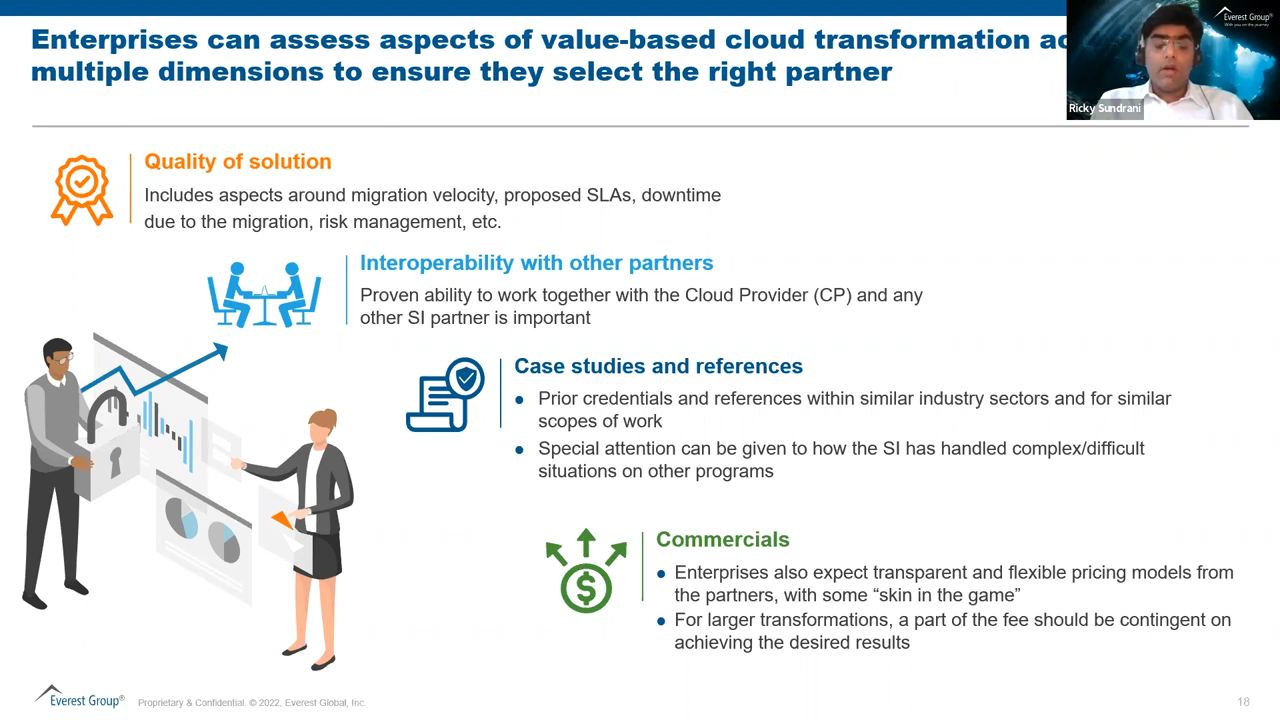 Enterprises can assess aspects of value-based cloud transformation
multiple dimensions to ensure they select the right partner
Everest Group®
With you on the journey
Ricky Sundrani
Quality of solution
Includes aspects around migration velocity, proposed SLAs, downtime
due to the migration, risk management, etc.
Interoperability with other partners
Proven ability to work together with the Cloud Provider (CP) and any
other SI partner is important
Case studies and references
● Prior credentials and references within similar industry sectors and for similar
scopes of work
● Special attention can be given to how the SI has handled complex/difficult
situations on other programs
$
Commercials
● Enterprises also expect transparent and flexible pricing models from
the partners, with some “skin in the game”
● For larger transformations, a part of the fee should be contingent on
achieving the desired results
Everest Group®
Proprietary & Confidential. © 2022, Everest Global, Inc.
18